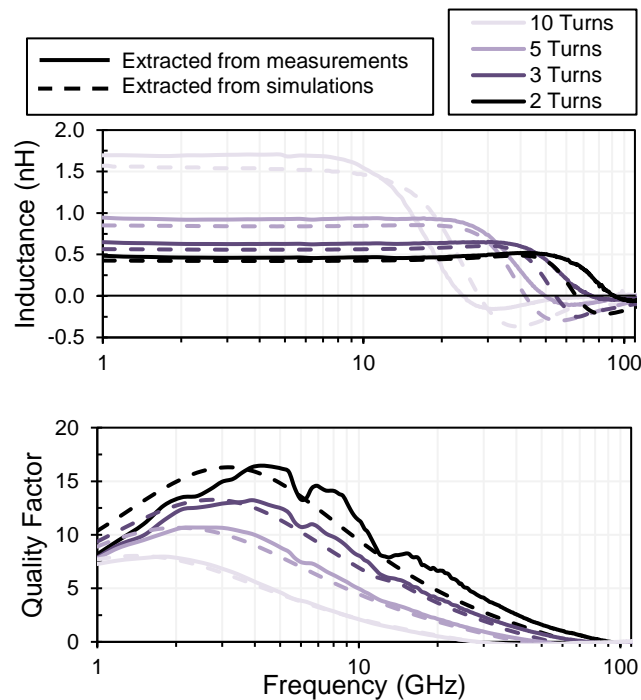 10 Turns
Extracted from measurements
5 Turns
Extracted from simulations
3 Turns
2 Turns
2.0
1.5
1.0
0.5
0.0
-0.5
Inductance (nH)
1
10
100
20
15
10
5
0
Quality Factor
1
10
100
Frequency (GHz)